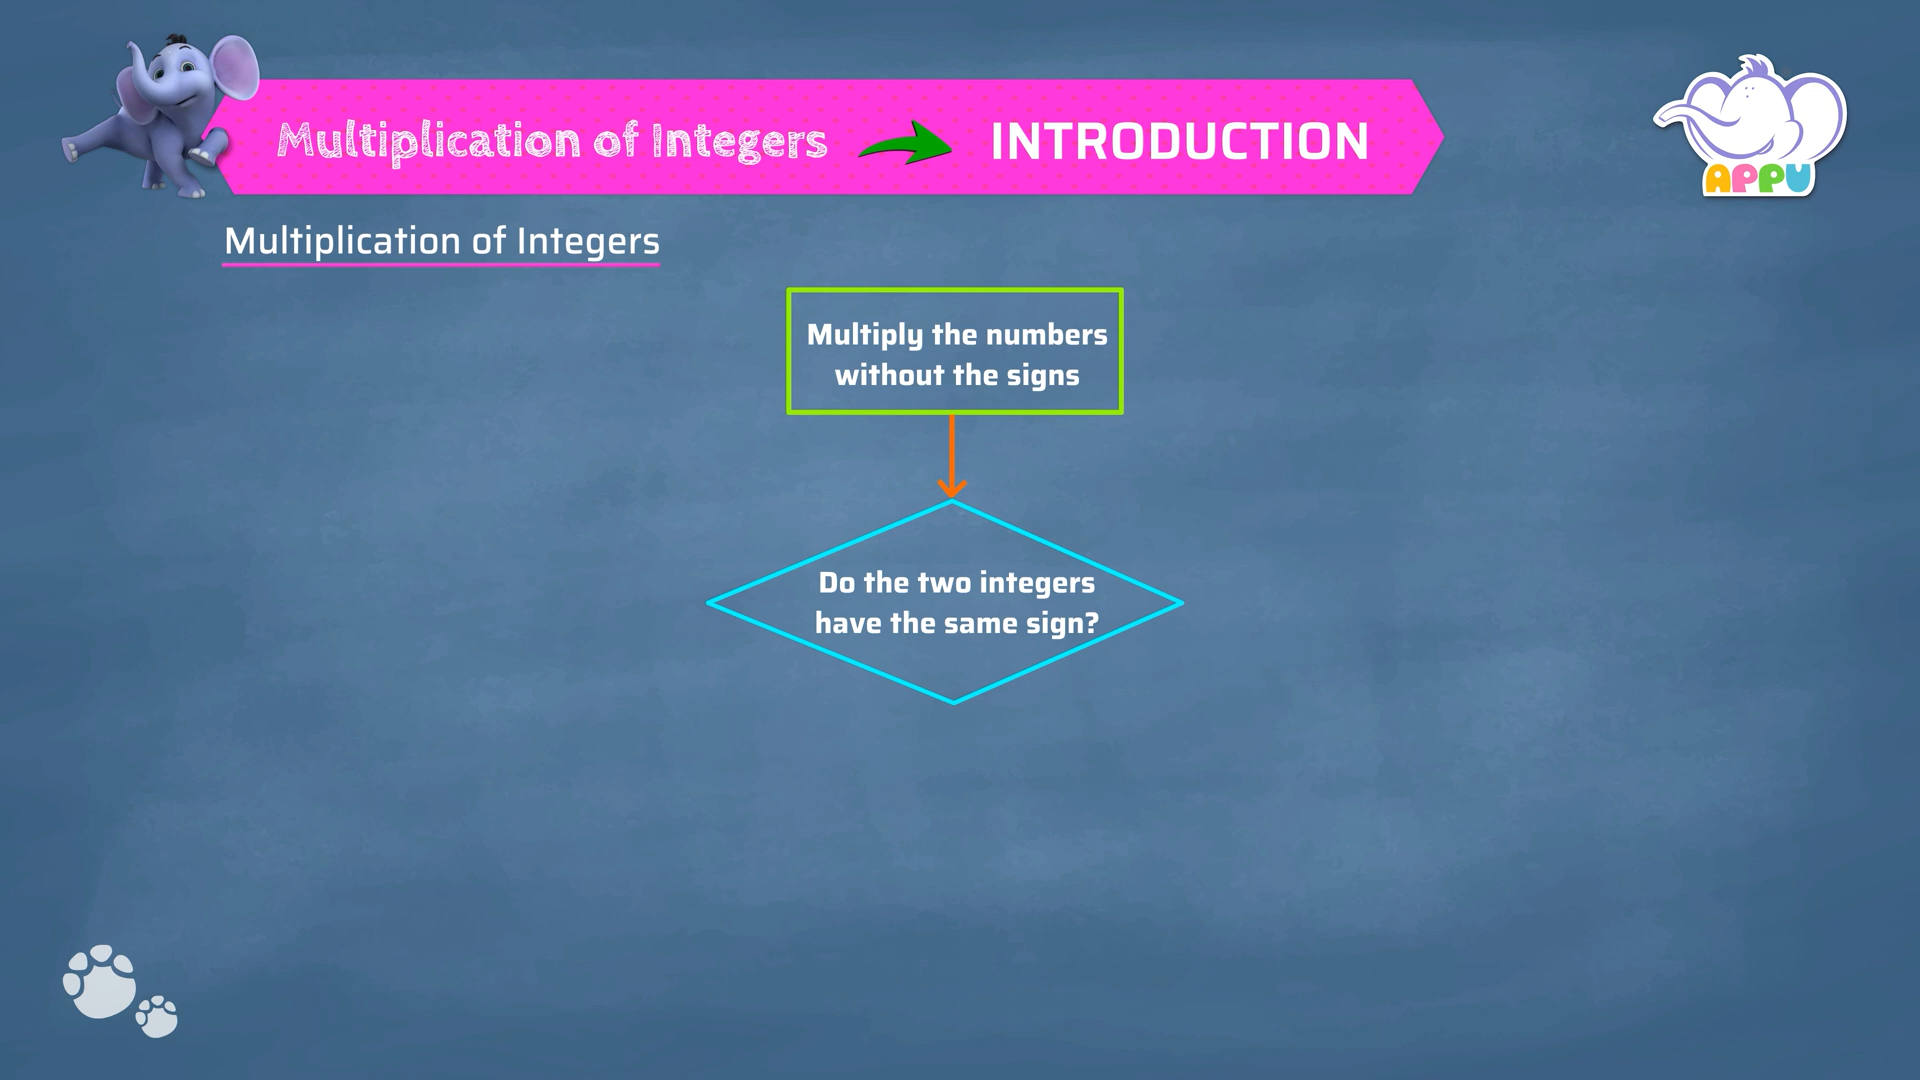 Multiplication of Integers INTRODUCTION
APPU
Multiplication of Integers
Multiply the numbers
without the signs
Do the two integers
have the same sign?